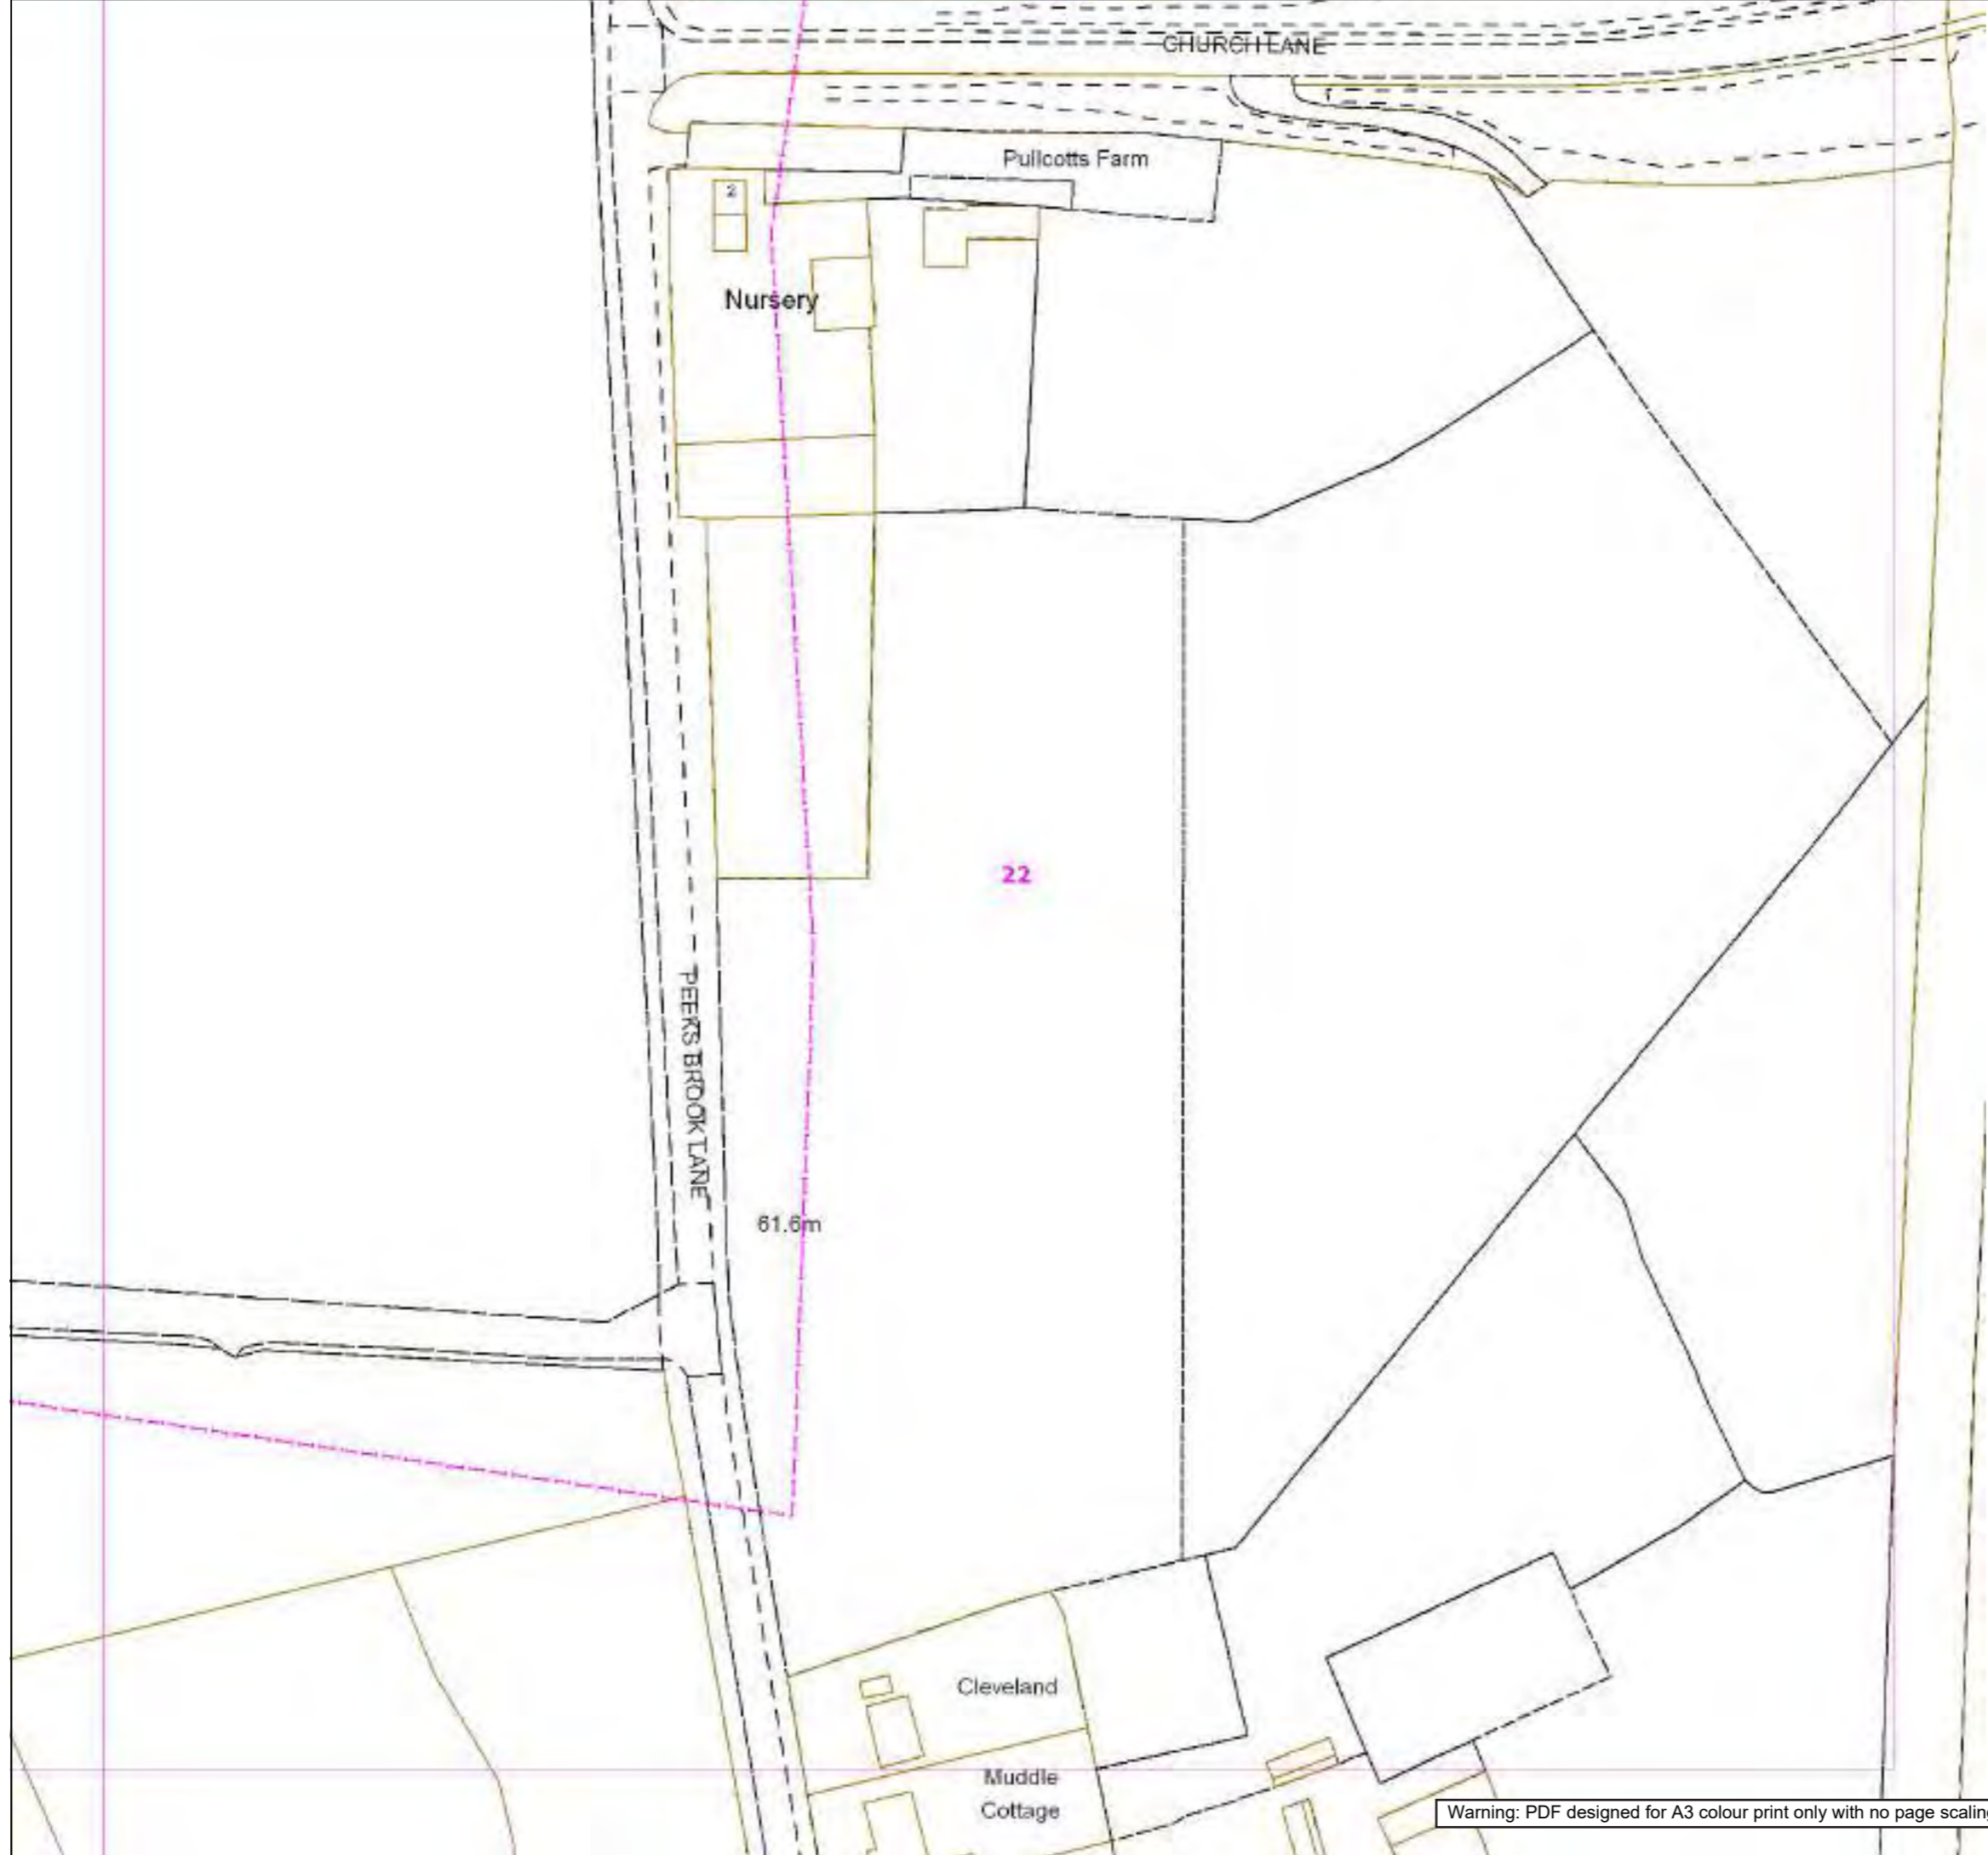 CHURCH LANE
Pullcotts Farm
2
Nursery
22
PEEKS BROOK LANE
61.6m
Cleveland
Muddle
Cottage
Warning: PDF designed for A3 colour print only with no page scaling